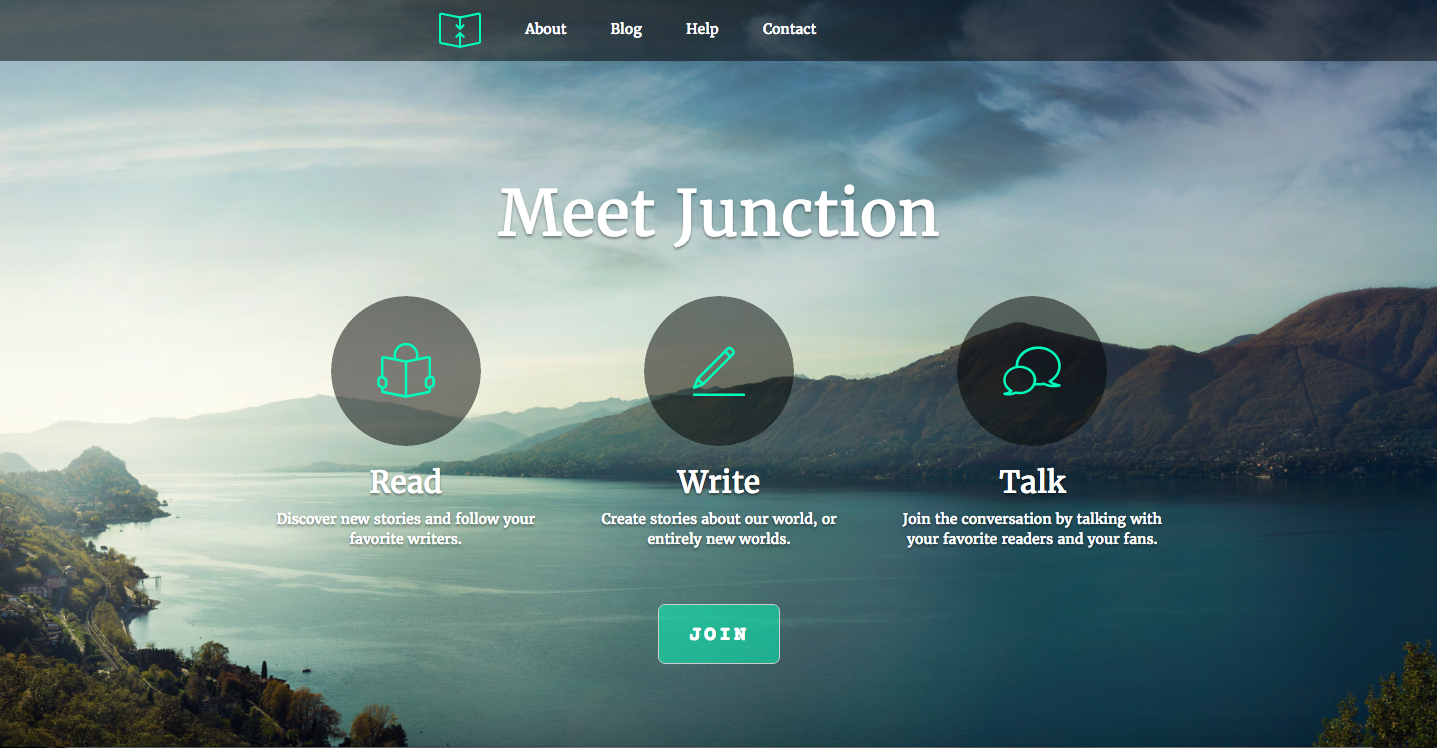 About Blog Help Contact
Meet Junction
Read
Discover new stories and follow your
favorite writers.
Write
Create stories about our world, or
entirely new worlds.
Talk
Join the conversation by talking with
your favorite readers and your fans.
JOIN